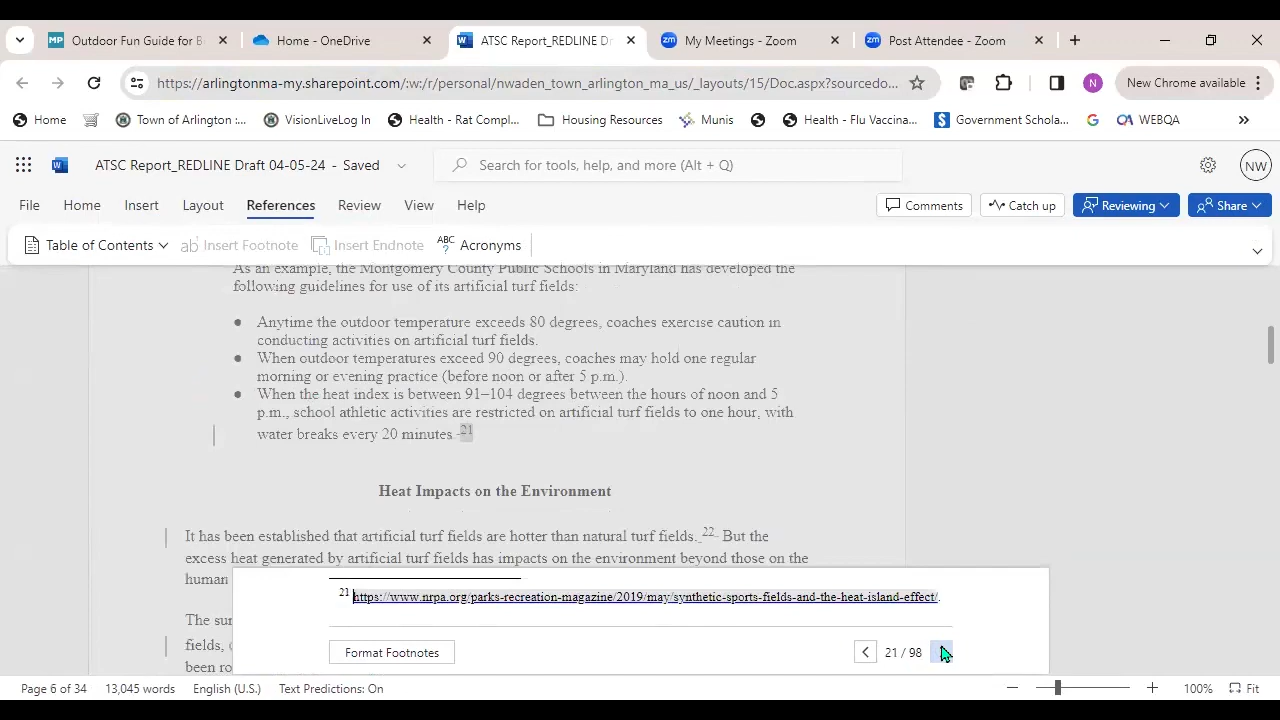 Outdoor Fun Guide for B
Home - OneDrive
ATSC Report_REDLINE Dr
My Meetings - Zoom
Post Attendee - Zoom
https://arlingtonma-my.sharepoint.com/:w:/r/personal/nwaden_town_arlington_ma_us/_layouts/15/Doc.aspx?sourcedo...
N
New Chrome available
Home
Town of Arlington :...
VisionLiveLog In
Health - Rat Compl...
Housing Resources
Munis
Health - Flu Vaccina...
Government Schola...
WEBQA
ATSC Report_REDLINE Draft 04-05-24 - Saved
Search for tools, help, and more (Alt + Q)
NW
File Home Insert Layout References Review View Help
Comments
Catch up
Reviewing
Share
Table of Contents
Insert Footnote
Insert Endnote
Acronyms
As an example, the Montgomery County Public Schools in Maryland has developed the
following guidelines for use of its artificial turf fields:
● Anytime the outdoor temperature exceeds 80 degrees, coaches exercise caution in
conducting activities on artificial turf fields.
● When outdoor temperatures exceed 90 degrees, coaches may hold one regular
morning or evening practice (before noon or after 5 p.m.).
● When the heat index is between 91–104 degrees between the hours of noon and 5
p.m., school athletic activities are restricted on artificial turf fields to one hour, with
water breaks every 20 minutes 21
Heat Impacts on the Environment
It has been established that artificial turf fields are hotter than natural turf fields. 22 But the
excess heat generated by artificial turf fields has impacts on the environment beyond those on the
human
The sur
fields, 
been ro
21 https://www.nrpa.org/parks-recreation-magazine/2019/may/synthetic-sports-fields-and-the-heat-island-effect/.
Format Footnotes
21 / 98
Page 6 of 34
13,045 words
English (U.S.)
Text Predictions: On
100%
Fit